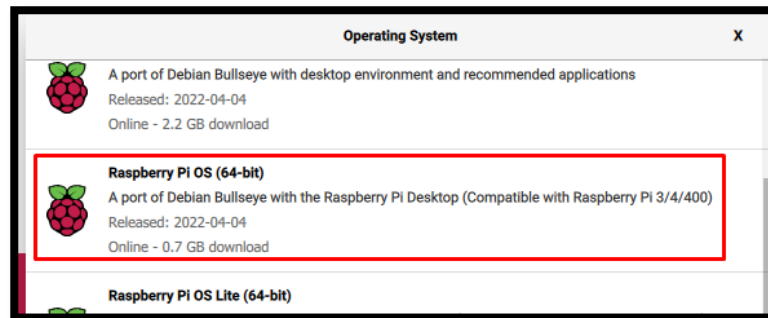 Operating System X
A port of Debian Bullseye with desktop environment and recommended applications
Released: 2022-04-04
Online - 2.2 GB download
Raspberry Pi OS (64-bit)
A port of Debian Bullseye with the Raspberry Pi Desktop (Compatible with Raspberry Pi 3/4/400)
Released: 2022-04-04
Online - 0.7 GB download
Raspberry Pi OS Lite (64-bit)